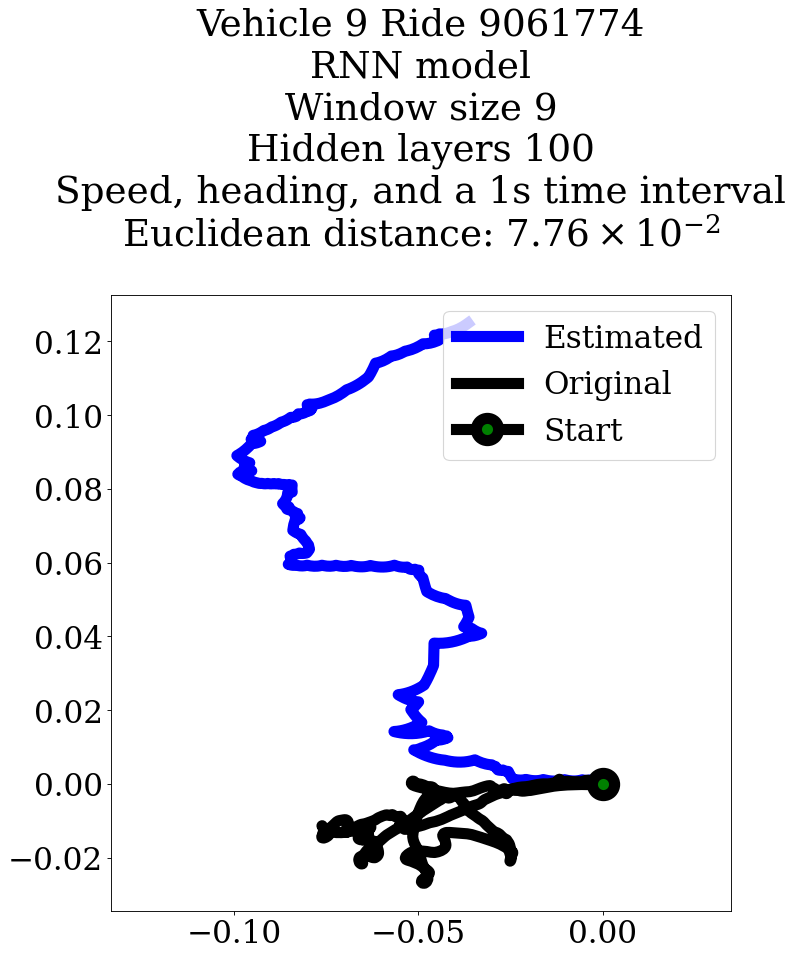 Vehicle 9 Ride 9061774
RNN model
Window size 9
Hidden layers 100
Speed, heading, and a 1s time interval
Euclidean distance: 7.76 × 10⁻²
Estimated
Original
Start
0.12
0.10
0.08
0.06
0.04
0.02
0.00
−0.02
−0.10
−0.05
0.00